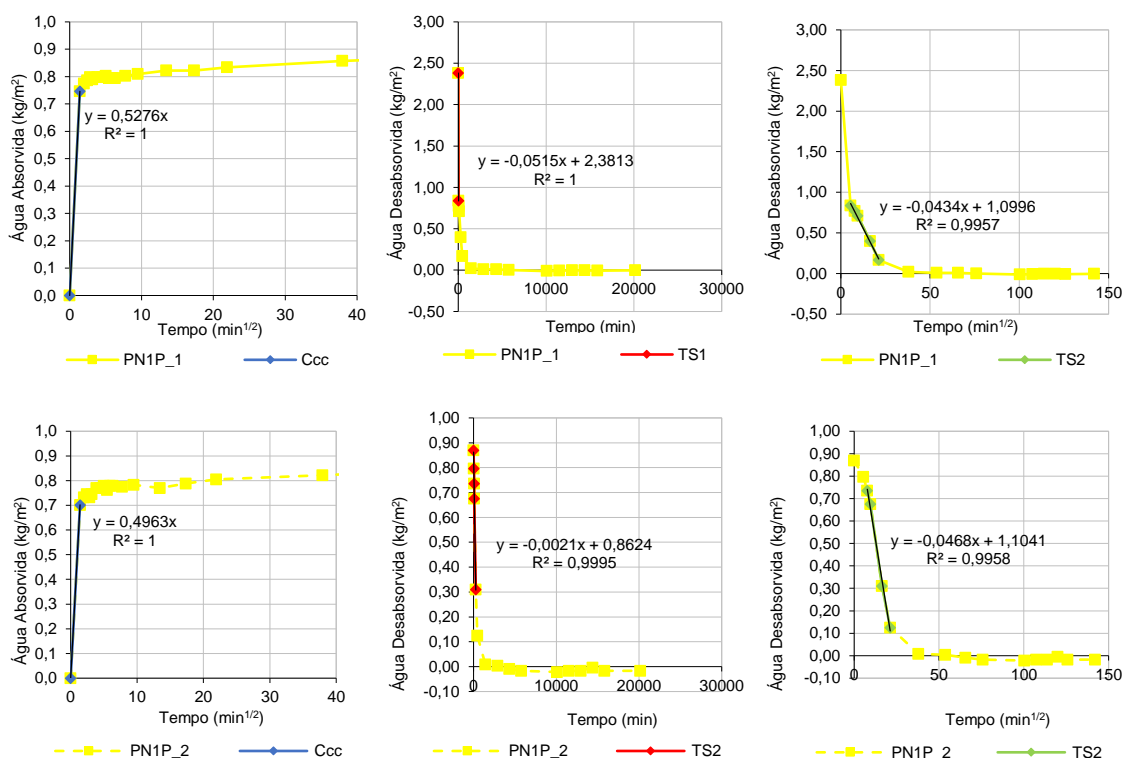 Água Absorvida (kg/m²)
1,0
0,9
0,8
0,7
0,6
0,5
0,4
0,3
0,2
0,1
0,0
y = 0,5276x
R² = 1
0 10 20 30 40
Tempo (min^1/2)
PN1P_1 Ccc
Água Desabsorvida (kg/m²)
3,00
2,50
2,00
1,50
1,00
0,50
0,00
-0,50
y = -0,0515x + 2,3813
R² = 1
0 10000 20000 30000
Tempo (min)
PN1P_1 TS1
Água Desabsorvida (kg/m²)
3,00
2,50
2,00
1,50
1,00
0,50
0,00
-0,50
y = -0,0434x + 1,0996
R² = 0,9957
0 50 100 150
Tempo (min^1/2)
PN1P_1 TS2
Água Absorvida (kg/m²)
1,0
0,9
0,8
0,7
0,6
0,5
0,4
0,3
0,2
0,1
0,0
y = 0,4963x
R² = 1
0 20 40
Tempo (min^1/2)
PN1P_2 Ccc
Água Desabsorvida (kg/m²)
1,00
0,90
0,80
0,70
0,60
0,50
0,40
0,30
0,20
0,10
0,00
-0,10
y = -0,0021x + 0,8624
R² = 0,9995
0 10000 20000 30000
Tempo (min)
PN1P_2 TS2
Água Desabsorvida (kg/m²)
1,00
0,90
0,80
0,70
0,60
0,50
0,40
0,30
0,20
0,10
0,00
-0,10
y = -0,0468x + 1,1041
R² = 0,9958
0 50 100 150
Tempo (min^1/2)
PN1P_2 TS2